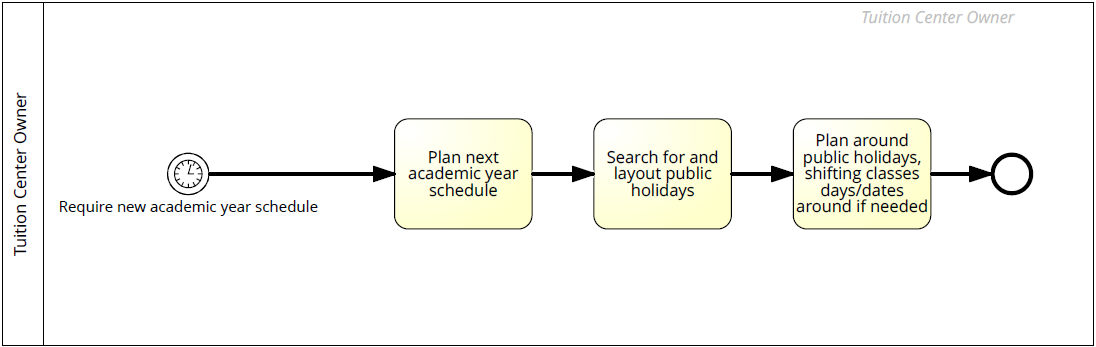 Tuition Center Owner
Tuition Center Owner
Require new academic year schedule
Plan next
academic year
schedule
Search for and
layout public
holidays
Plan around
public holidays,
shifting classes
days/dates
around if needed